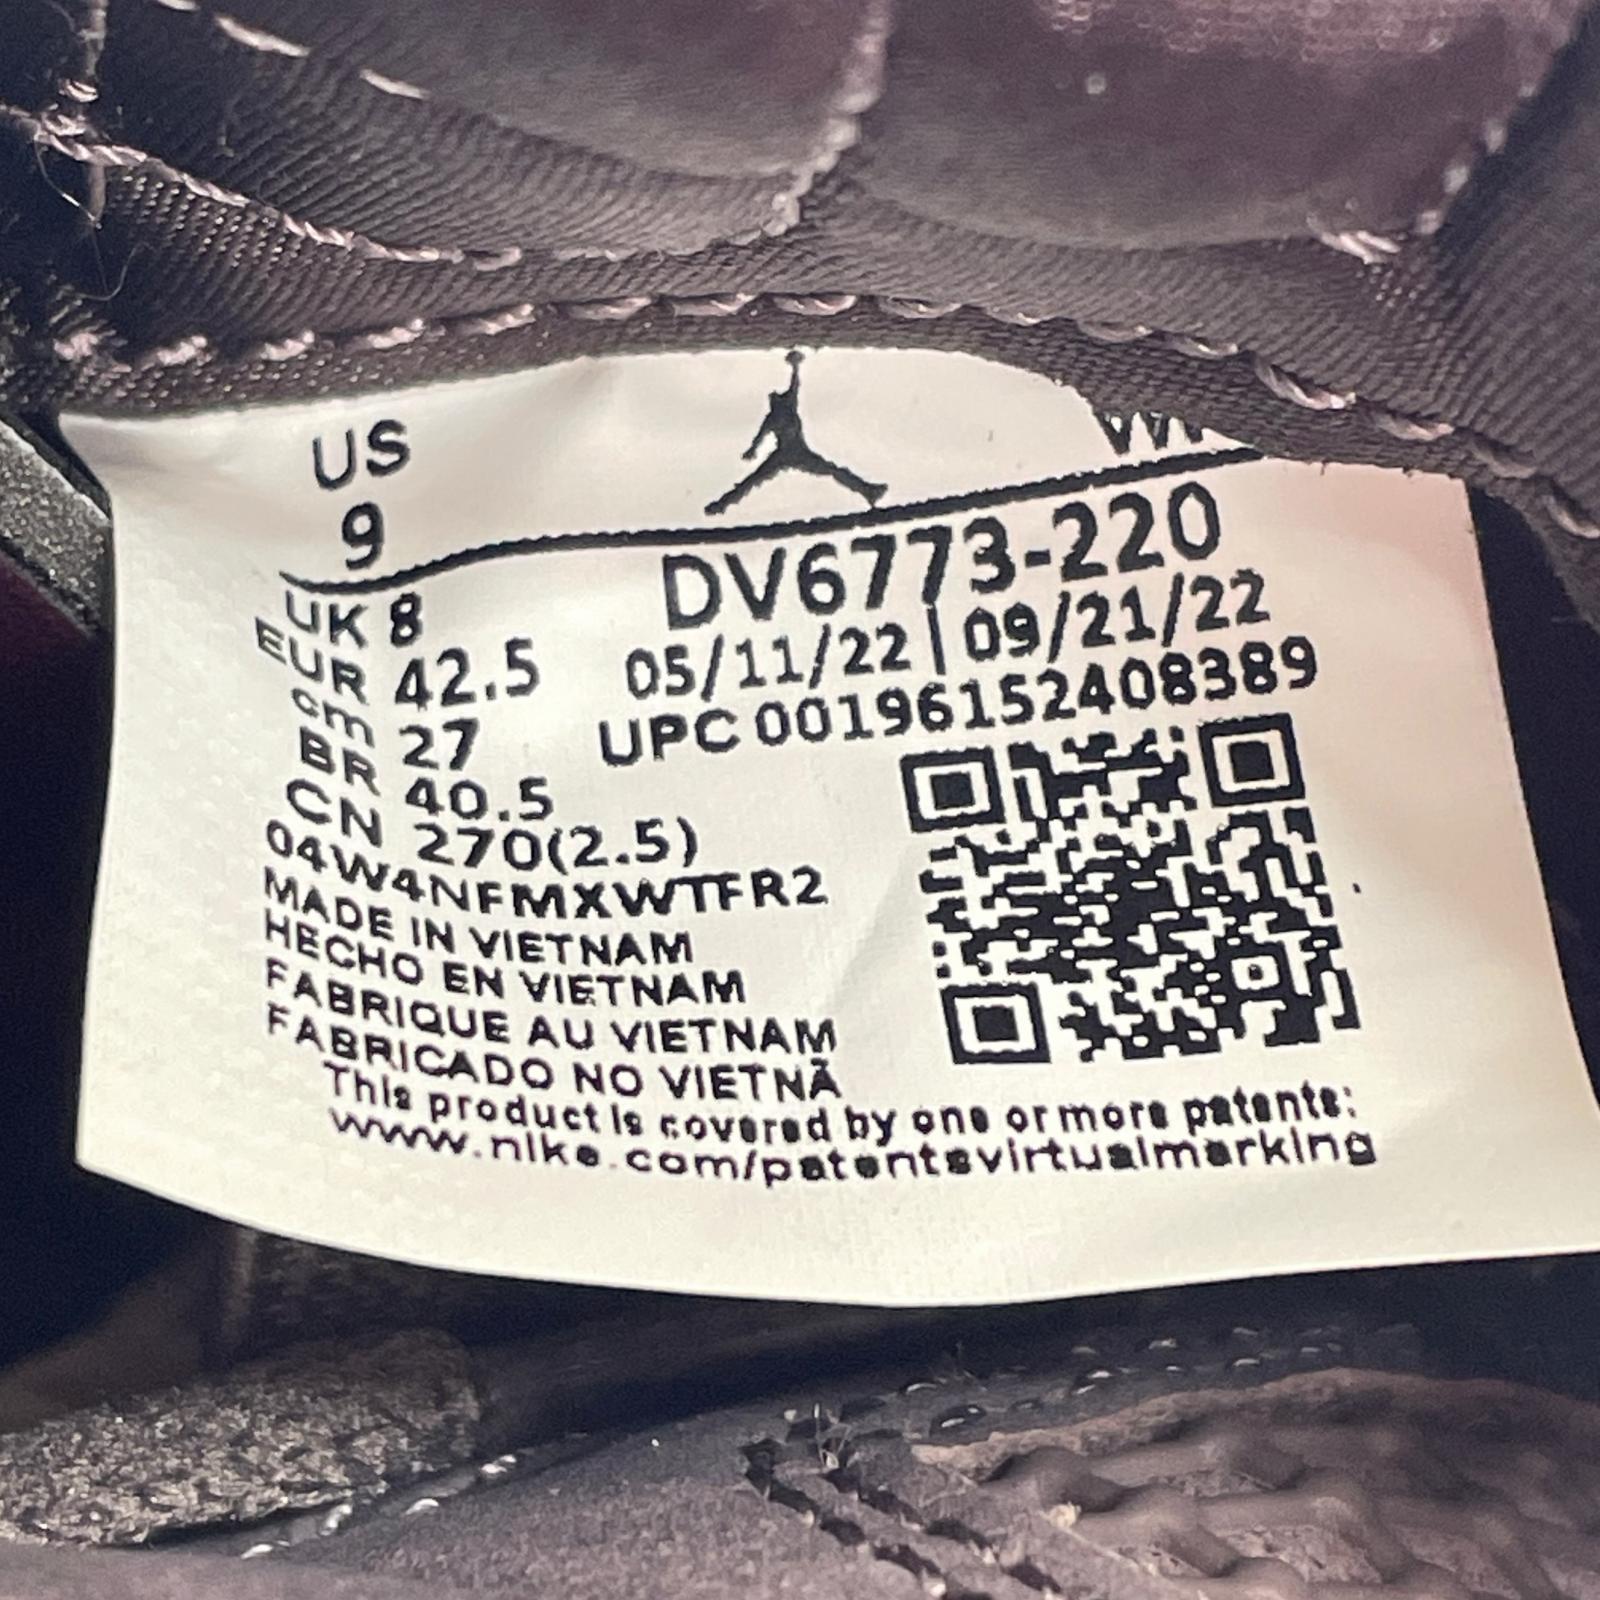 US
9
UK 8
EUR 42.5
cm 27
BR 40.5
CN 270(2.5)
DV6773-220
05/11/22 | 09/21/22
UPC 00196152408389
04W4NFMXWTFR2
MADE IN VIETNAM
HECHO EN VIETNAM
FABRIQUE AU VIETNAM
FABRICADO NO VIETNÃ
This product is covered by one or more patents:
www.nike.com/patentsvirtualmarking